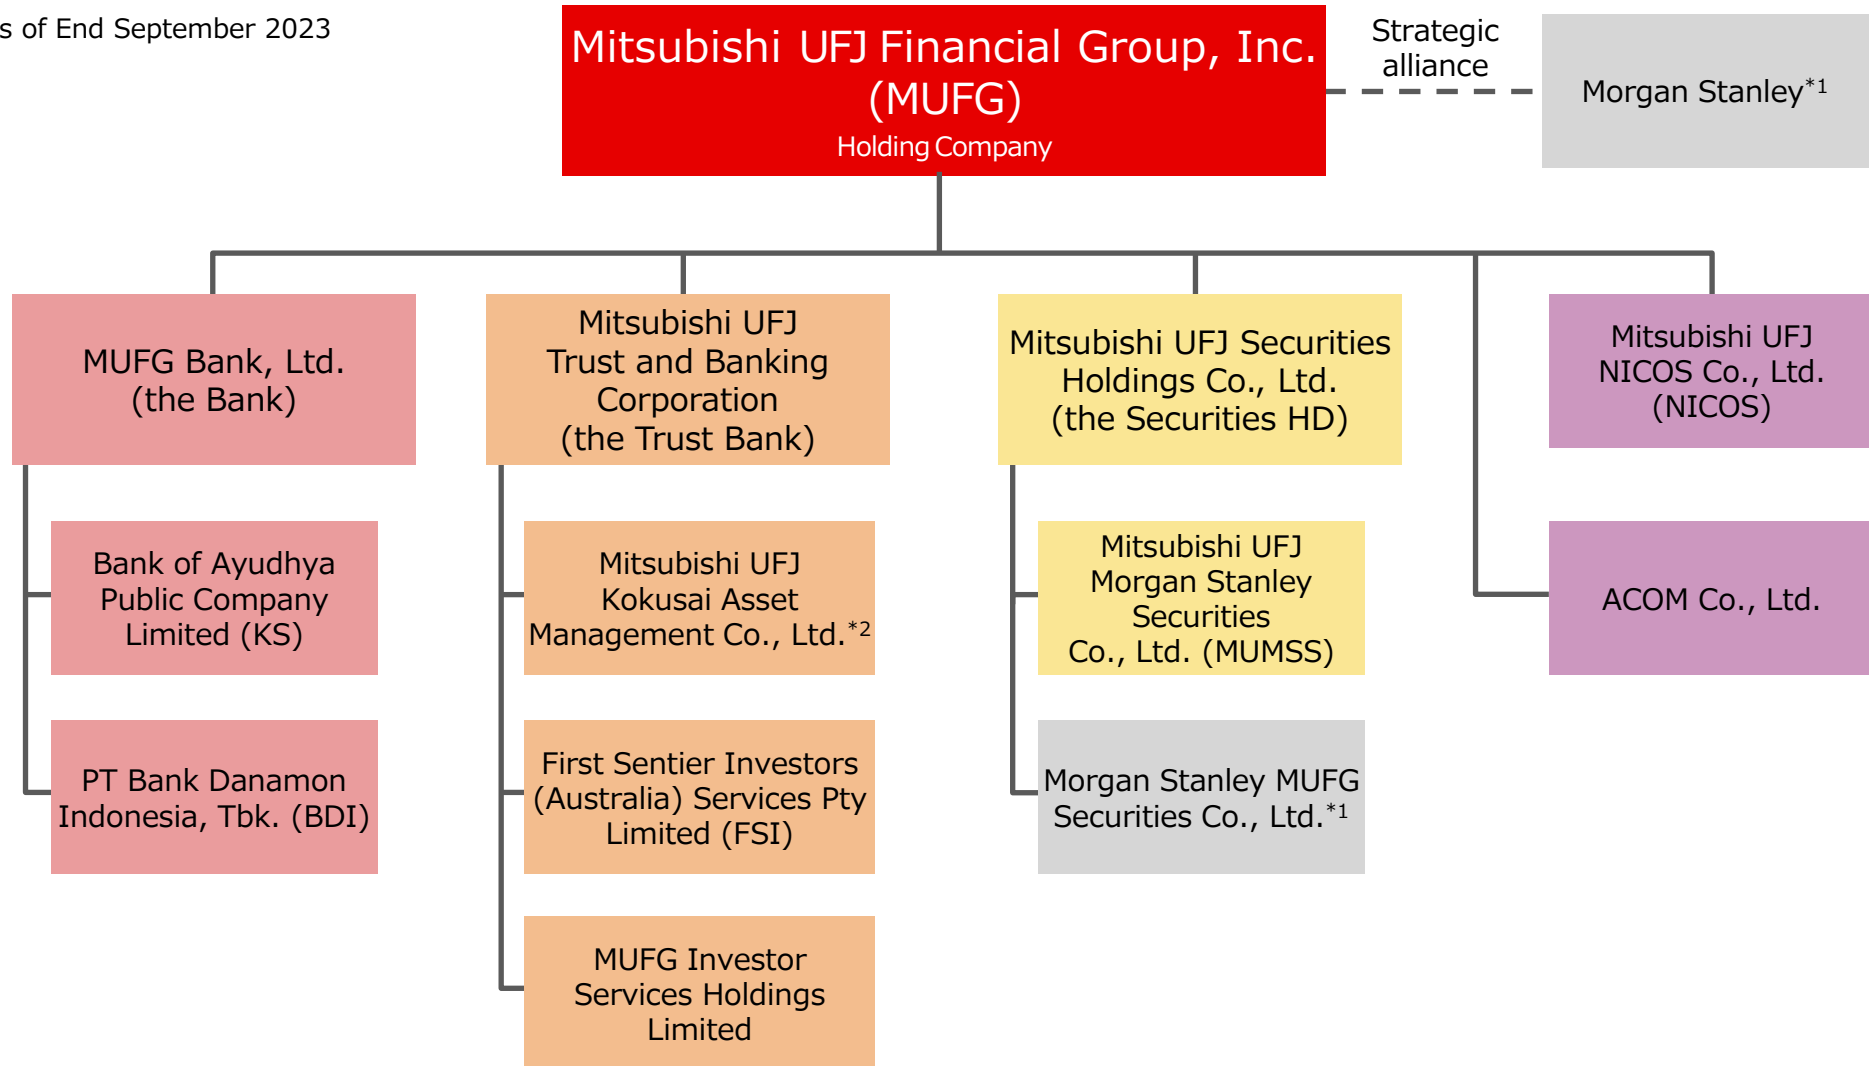 s of End September 2023
Mitsubishi UFJ Financial Group, Inc.
(MUFG)
Holding Company
Strategic
alliance
Morgan Stanley*1
MUFG Bank, Ltd.
(the Bank)
Mitsubishi UFJ
Trust and Banking
Corporation
(the Trust Bank)
Mitsubishi UFJ Securities
Holdings Co., Ltd.
(the Securities HD)
Mitsubishi UFJ
NICOS Co., Ltd.
(NICOS)
Bank of Ayudhya
Public Company
Limited (KS)
Mitsubishi UFJ
Kokusai Asset
Management Co., Ltd.*2
Mitsubishi UFJ
Morgan Stanley
Securities
Co., Ltd. (MUMSS)
ACOM Co., Ltd.
PT Bank Danamon
Indonesia, Tbk. (BDI)
First Sentier Investors
(Australia) Services Pty
Limited (FSI)
Morgan Stanley MUFG
Securities Co., Ltd.*1
MUFG Investor
Services Holdings
Limited